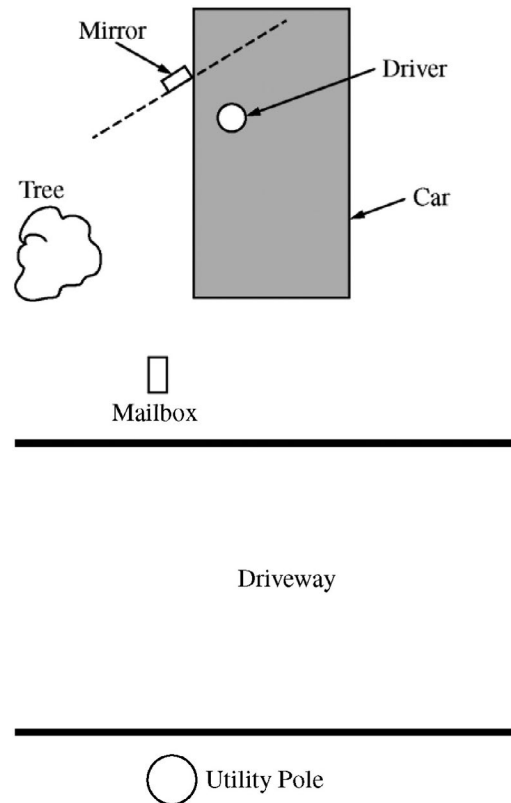 Mirror
Driver
Tree
Car
Mailbox
Driveway
Utility Pole